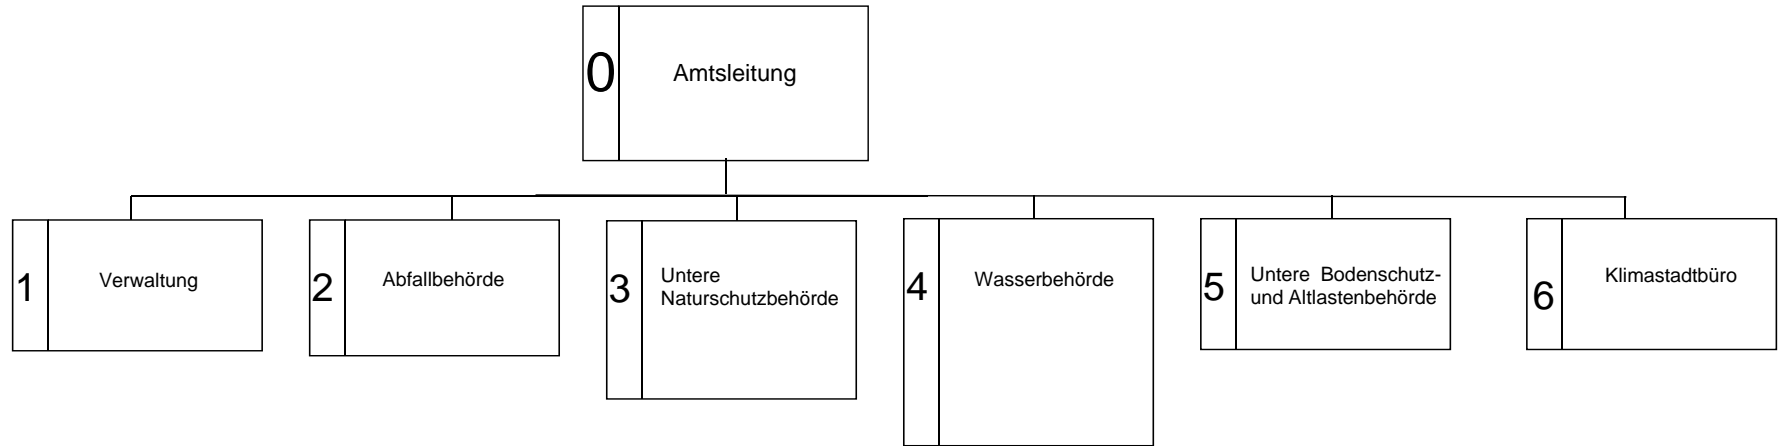 0
Amtsleitung
1
Verwaltung
2
Abfallbehörde
3
Untere
Naturschutzbehörde
4
Wasserbehörde
5
Untere Bodenschutz-
und Altlastenbehörde
6
Klimastadtbüro